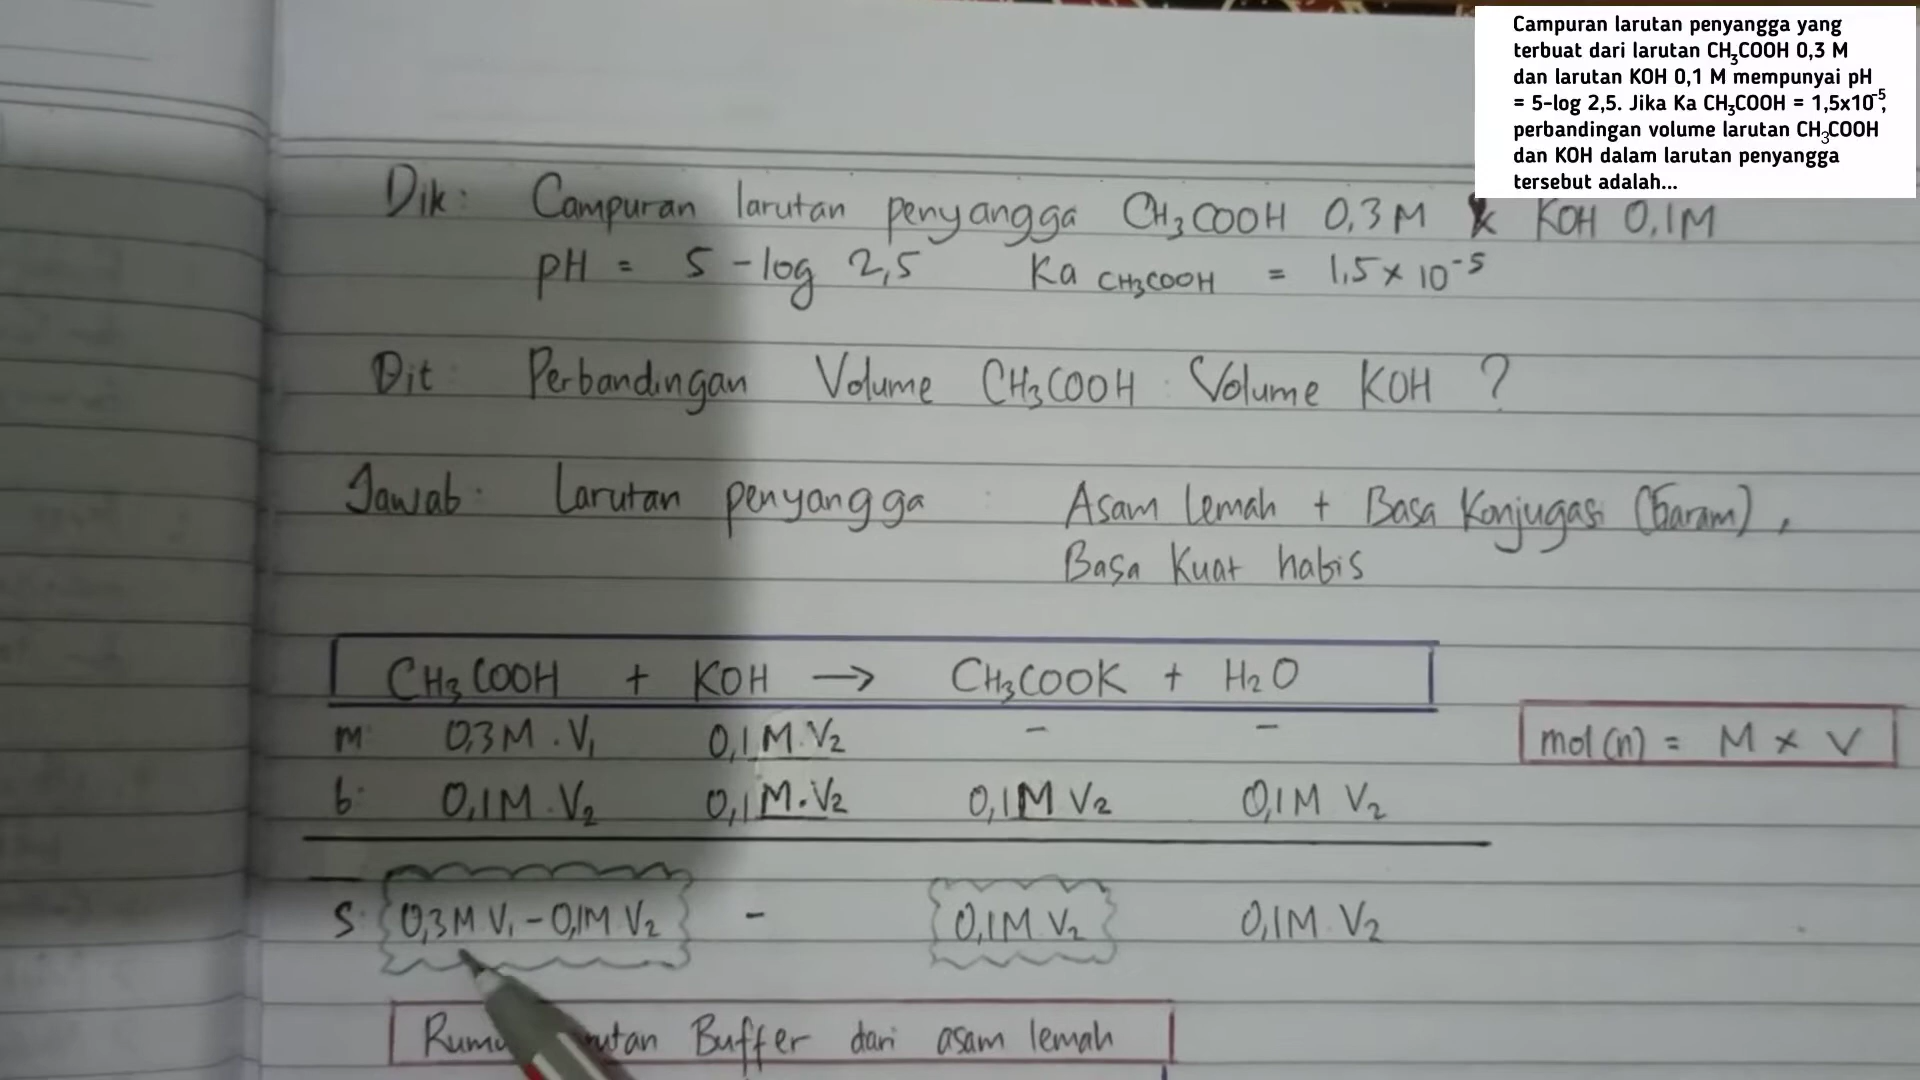 Campuran larutan penyangga yang
terbuat dari larutan CH₃COOH 0,3 M
dan larutan KOH 0,1 M mempunyai pH
= 5-log 2,5. Jika Ka CH₃COOH = 1,5x10⁻⁵,
perbandingan volume larutan CH₃COOH
dan KOH dalam larutan penyangga
tersebut adalah...
Dik: Campuran larutan penyangga CH₃COOH 0,3 M & KOH 0,1M
pH = 5 - log 2,5 Ka CH₃COOH = 1,5 × 10⁻⁵
Dit: Perbandingan Volume CH₃COOH : Volume KOH ?
Jawab: Larutan penyangga : Asam lemah + Basa Konjugasi (Garam),
Basa Kuat habis
CH₃COOH + KOH → CH₃COOK + H₂O
m: 0,3M . V₁ 0,1M.V₂ - -
b: 0,1M . V₂ 0,1M.V₂ 0,1M V₂ 0,1M V₂
mol (n) = M × V
S: 0,3M V₁ - 0,1M V₂ - 0,1M V₂ 0,1M V₂
Buffer dari asam lemah